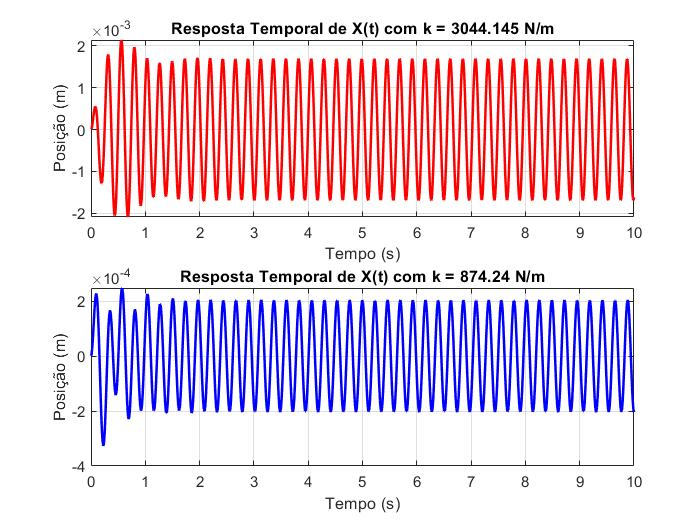 Resposta Temporal de X(t) com k = 3044.145 N/m
×10⁻³
2
1
0
-1
-2
Posição (m)
0 1 2 3 4 5 6 7 8 9 10
Tempo (s)
Resposta Temporal de X(t) com k = 874.24 N/m
×10⁻⁴
2
0
-2
-4
Posição (m)
0 1 2 3 4 5 6 7 8 9 10
Tempo (s)